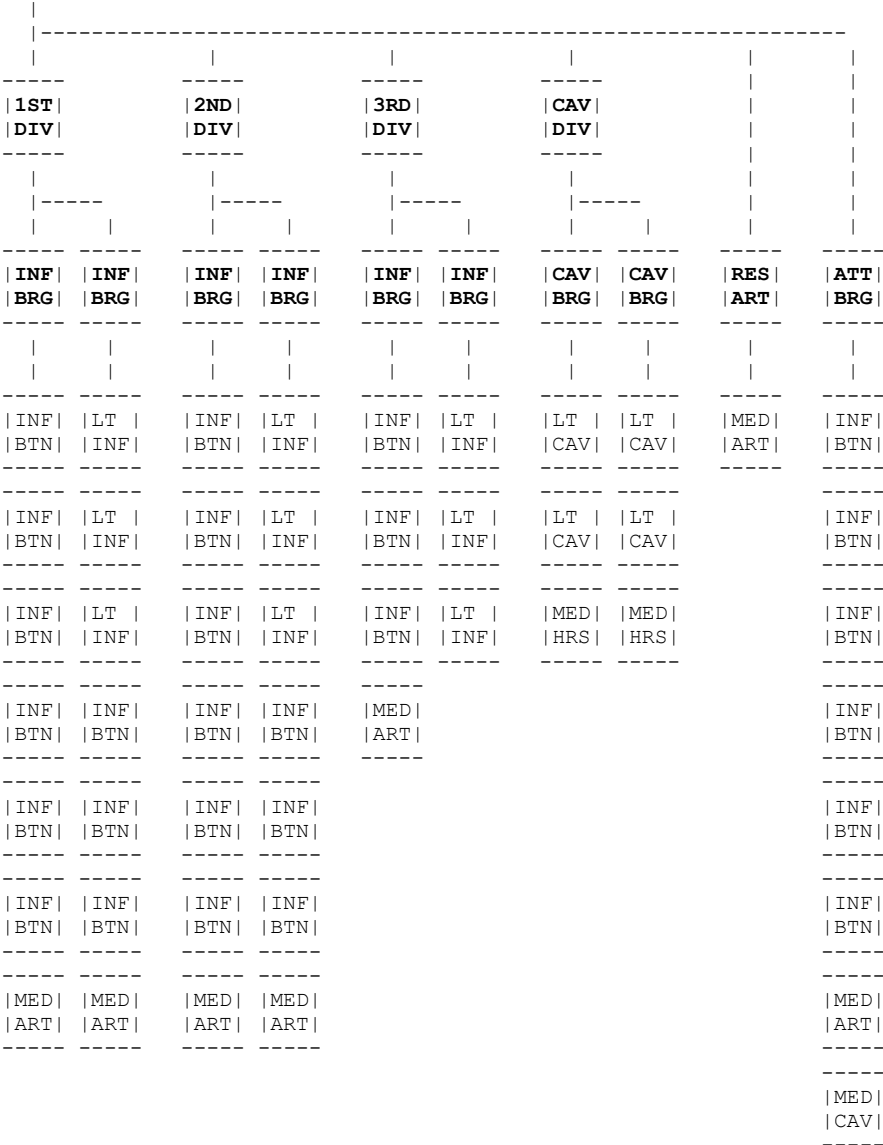 |1ST| |2ND| |3RD| |CAV|
|DIV| |DIV| |DIV| |DIV|
|INF| |INF| |INF| |INF| |INF| |INF| |CAV| |CAV| |RES| |ATT|
|BRG| |BRG| |BRG| |BRG| |BRG| |BRG| |BRG| |BRG| |ART| |BRG|
|INF| |LT | |INF| |LT | |INF| |LT | |LT | |LT | |MED| |INF|
|BTN| |INF| |BTN| |INF| |BTN| |INF| |CAV| |CAV| |ART| |BTN|
|INF| |LT | |INF| |LT | |INF| |LT | |LT | |LT | |INF|
|BTN| |INF| |BTN| |INF| |BTN| |INF| |CAV| |CAV| |BTN|
|INF| |LT | |INF| |LT | |INF| |LT | |MED| |MED| |INF|
|BTN| |INF| |BTN| |INF| |BTN| |INF| |HRS| |HRS| |BTN|
|INF| |INF| |INF| |INF| |MED| |INF|
|BTN| |BTN| |BTN| |BTN| |ART| |BTN|
|INF| |INF| |INF| |INF| |INF|
|BTN| |BTN| |BTN| |BTN| |BTN|
|INF| |INF| |INF| |INF| |INF|
|BTN| |BTN| |BTN| |BTN| |BTN|
|MED| |MED| |MED| |MED| |MED|
|ART| |ART| |ART| |ART| |ART|
|MED|
|CAV|